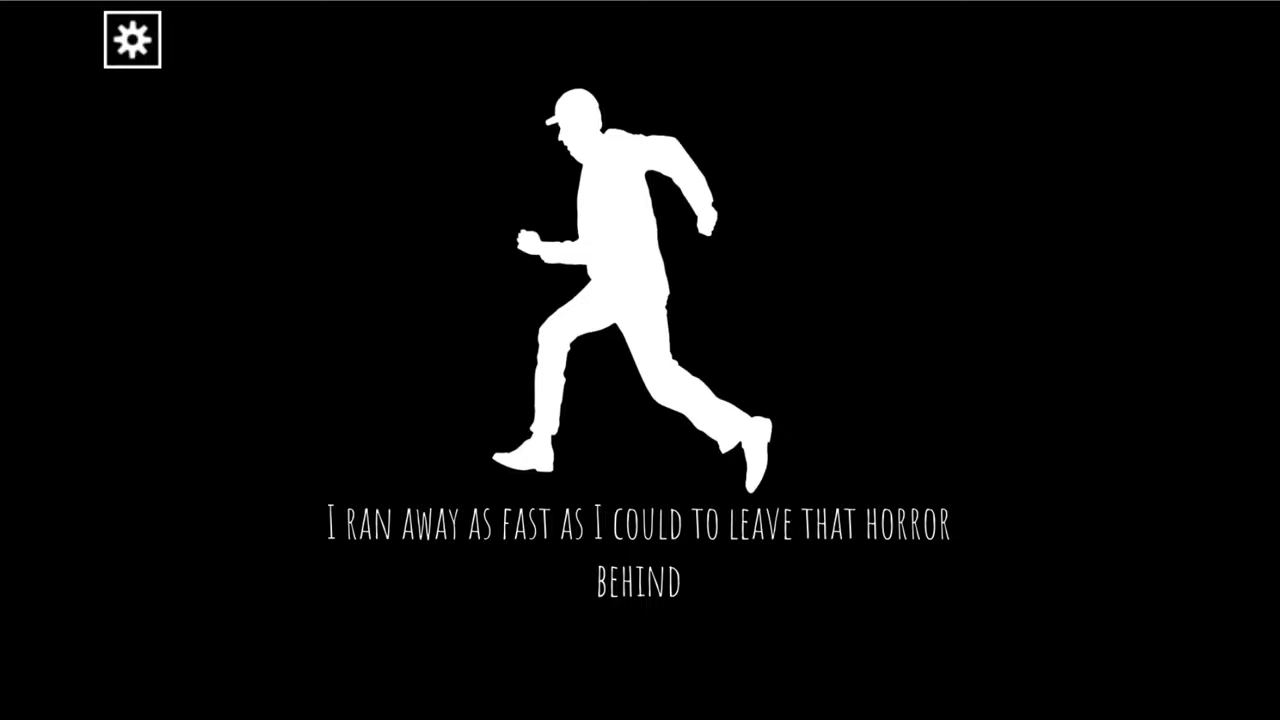 I RAN AWAY AS FAST AS I COULD TO LEAVE THAT HORROR
BEHIND